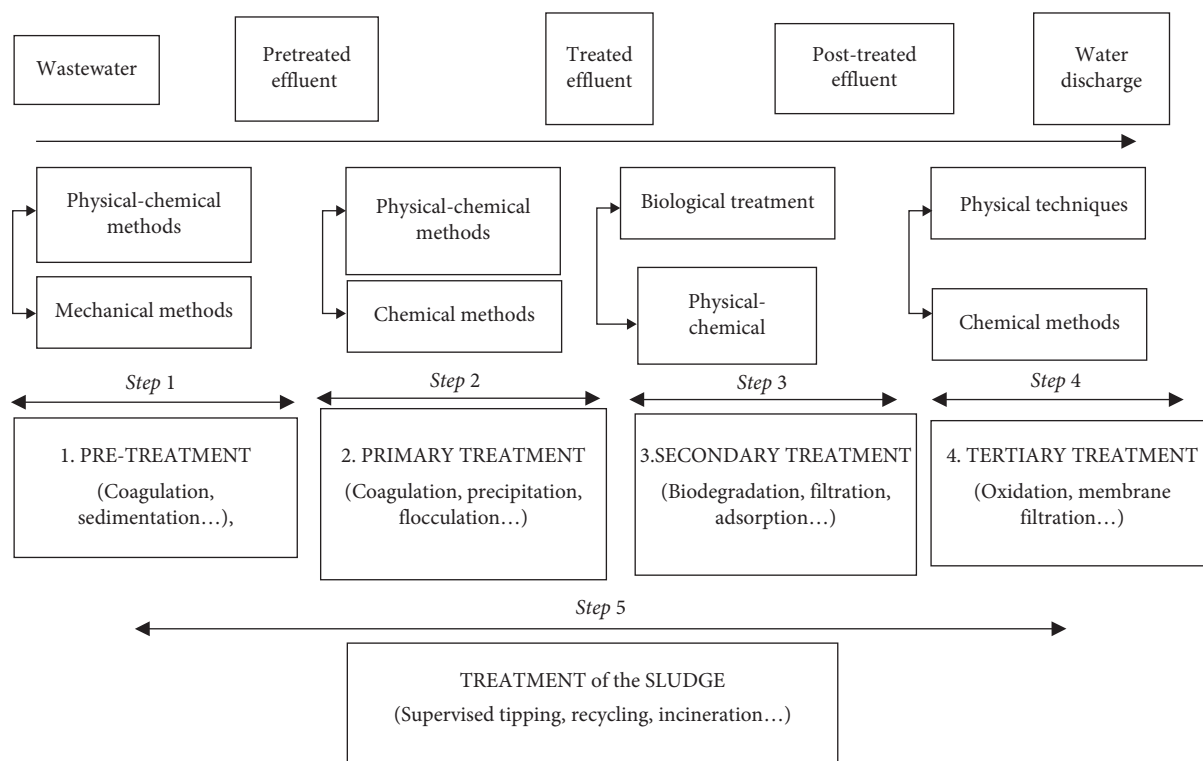 Wastewater
Pretreated
effluent
Treated
effluent
Post-treated
effluent
Water
discharge
Physical-chemical
methods
Mechanical methods
Physical-chemical
methods
Chemical methods
Biological treatment
Physical-
chemical
Physical techniques
Chemical methods
Step 1
Step 2
Step 3
Step 4
1. PRE-TREATMENT
(Coagulation,
sedimentation…),
2. PRIMARY TREATMENT
(Coagulation, precipitation,
flocculation…)
3.SECONDARY TREATMENT
(Biodegradation, filtration,
adsorption…)
4. TERTIARY TREATMENT
(Oxidation, membrane
filtration…)
Step 5
TREATMENT of the SLUDGE
(Supervised tipping, recycling, incineration…)